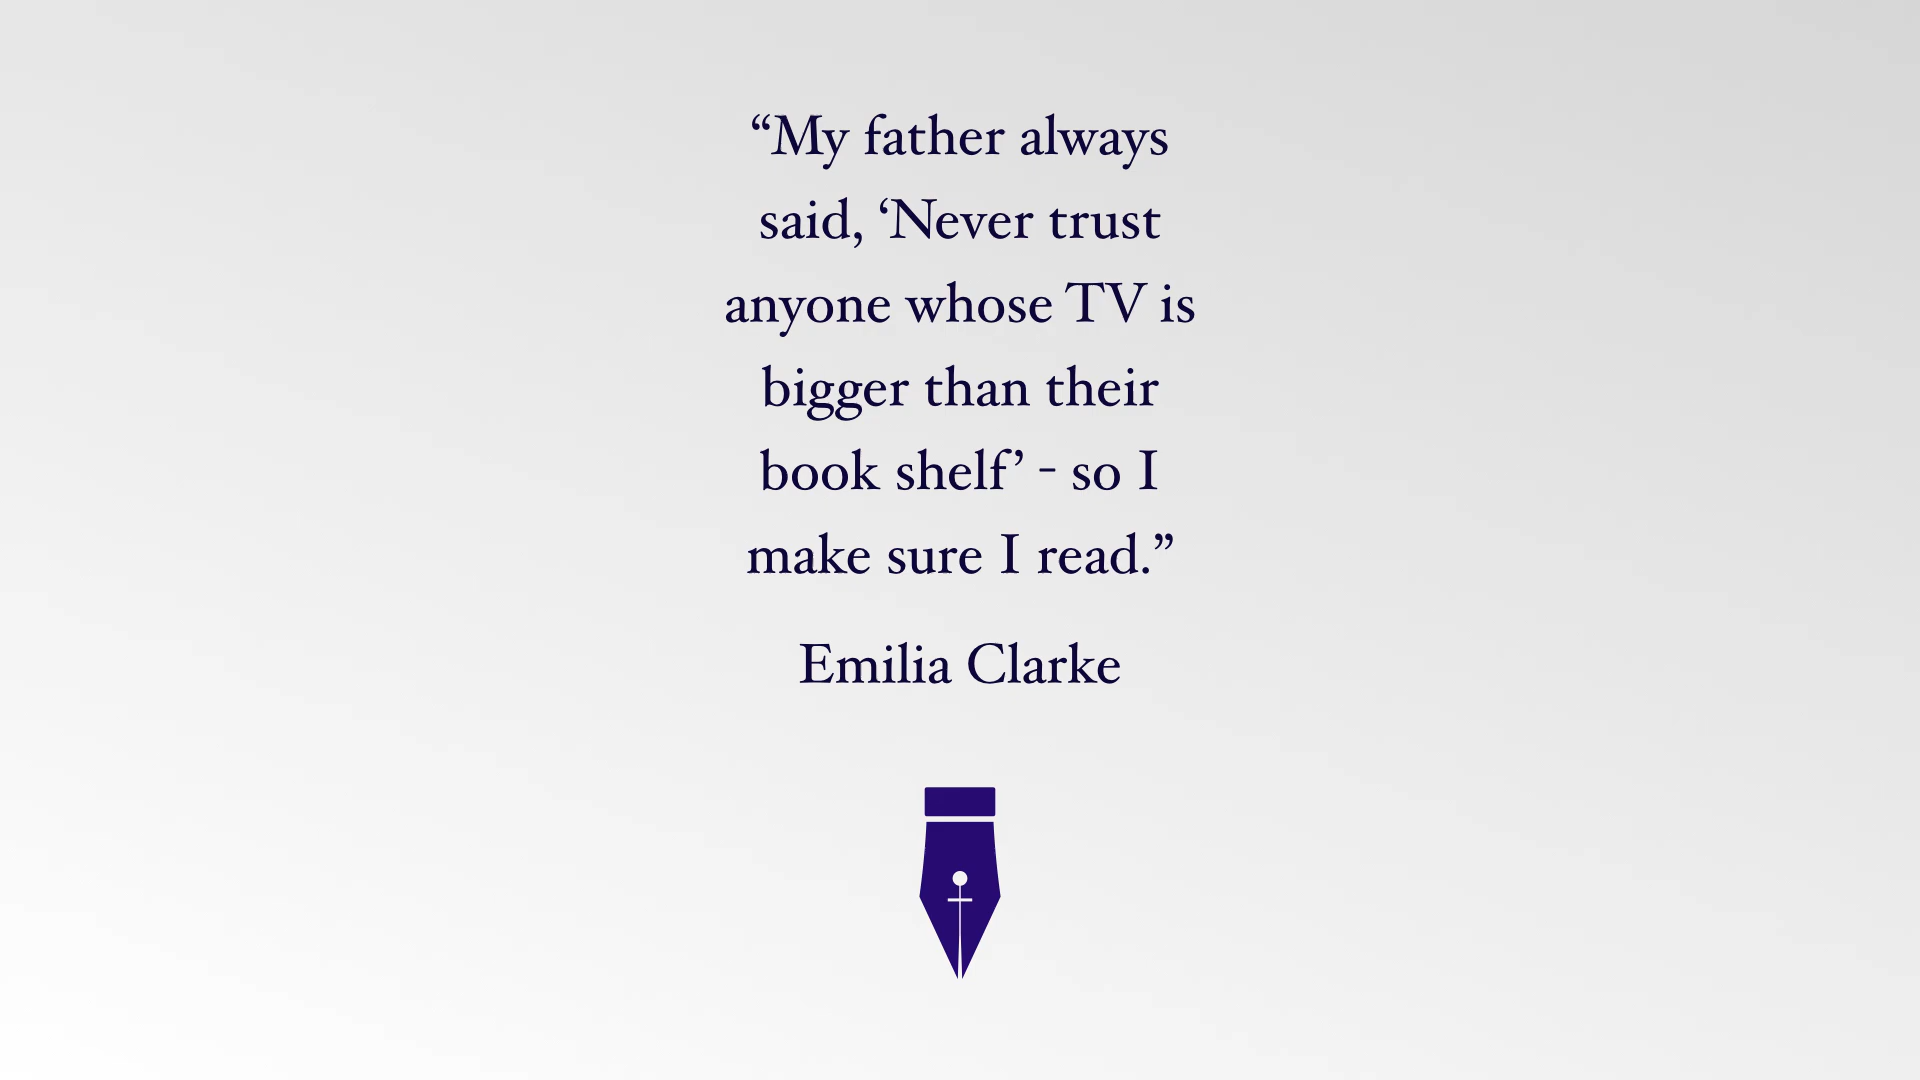 “My father always
said, ‘Never trust
anyone whose TV is
bigger than their
book shelf’ - so I
make sure I read.”
Emilia Clarke